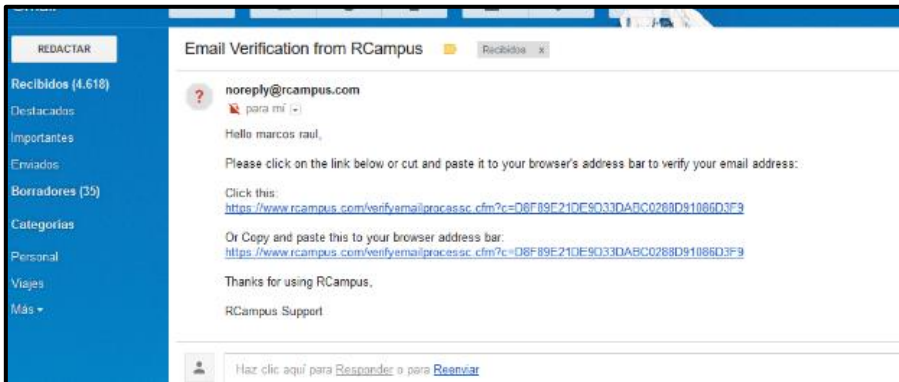 REDACTAR
Email Verification from RCampus
Recibidos x
Recibidos (4.618)
noreply@rcampus.com
para mí
Destacados
Hello marcos raul,
Importantes
Please click on the link below or cut and paste it to your browser's address bar to verify your email address:
Enviados
Borradores (35)
Click this:
https://www.rcampus.com/verifyemailprocessc.cfm?c=D8F89E21DE9D33DABC0288D91086D3F9
Categorías
Or Copy and paste this to your browser address bar:
https://www.rcampus.com/verifyemailprocessc.cfm?c=D8F89E21DE9D33DABC0288D91086D3F9
Personal
Viajes
Thanks for using RCampus,
Más
RCampus Support
Haz clic aquí para Responder o para Reenviar